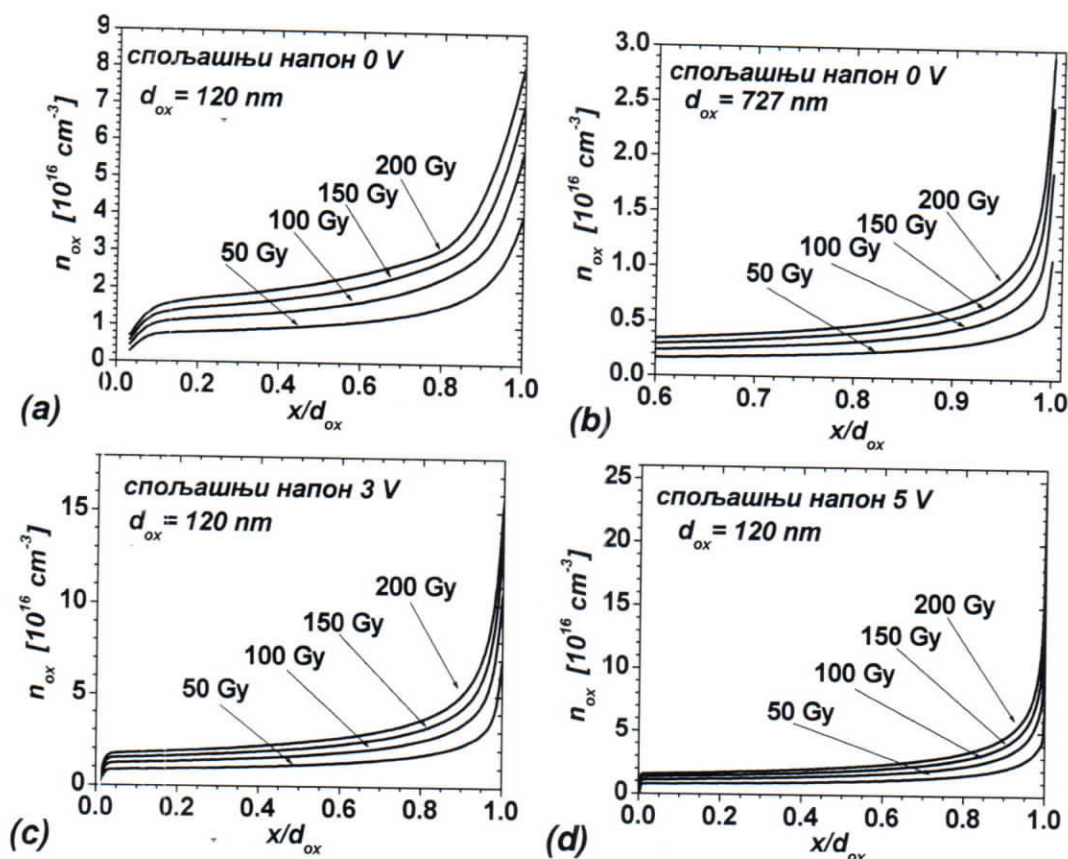 9
8
7
6
5
4
3
2
1
0
n_ox [10^16 cm^-3]
спољашњи напон 0 V
d_ox = 120 nm
200 Gy
150 Gy
100 Gy
50 Gy
0.0 0.2 0.4 0.6 0.8 1.0
x/d_ox
(a)
3.0
2.5
2.0
1.5
1.0
0.5
0.0
n_ox [10^16 cm^-3]
спољашњи напон 0 V
d_ox = 727 nm
200 Gy
150 Gy
100 Gy
50 Gy
0.6 0.7 0.8 0.9 1.0
x/d_ox
(b)
15
10
5
0
n_ox [10^16 cm^-3]
спољашњи напон 3 V
d_ox = 120 nm
200 Gy
150 Gy
100 Gy
50 Gy
0.0 0.2 0.4 0.6 0.8 1.0
x/d_ox
(c)
25
20
15
10
5
0
n_ox [10^16 cm^-3]
спољашњи напон 5 V
d_ox = 120 nm
200 Gy
150 Gy
100 Gy
50 Gy
0.0 0.2 0.4 0.6 0.8 1.0
x/d_ox
(d)